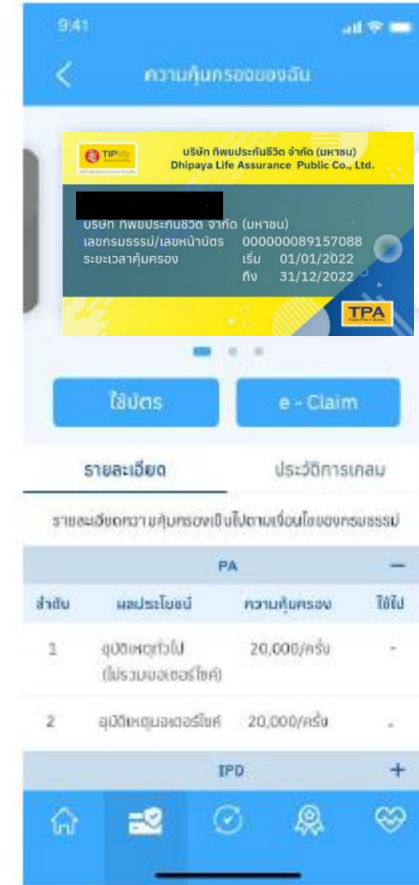 9:41
ความคุ้มครองของฉัน
TIPlife
บริษัท ทิพยประกันชีวิต จำกัด (มหาชน)
Dhipaya Life Assurance Public Co., Ltd.
บริษัท ทิพยประกันชีวิต จำกัด (มหาชน)
เลขกรมธรรม์/เลขหน้าบัตร 000000089157088
ระยะเวลาคุ้มครอง เริ่ม 01/01/2022
ถึง 31/12/2022
TPA
ใช้บัตร e - Claim
รายละเอียด ประวัติการเคลม
รายละเอียดความคุ้มครองเป็นไปตามเงื่อนไขของกรมธรรม์
PA −
ลำดับ ผลประโยชน์ ความคุ้มครอง ใช้ไป
1 อุบัติเหตุทั่วไป 20,000/ครั้ง -
(ไม่รวมมอเตอร์ไซค์)
2 อุบัติเหตุมอเตอร์ไซค์ 20,000/ครั้ง -
IPD +